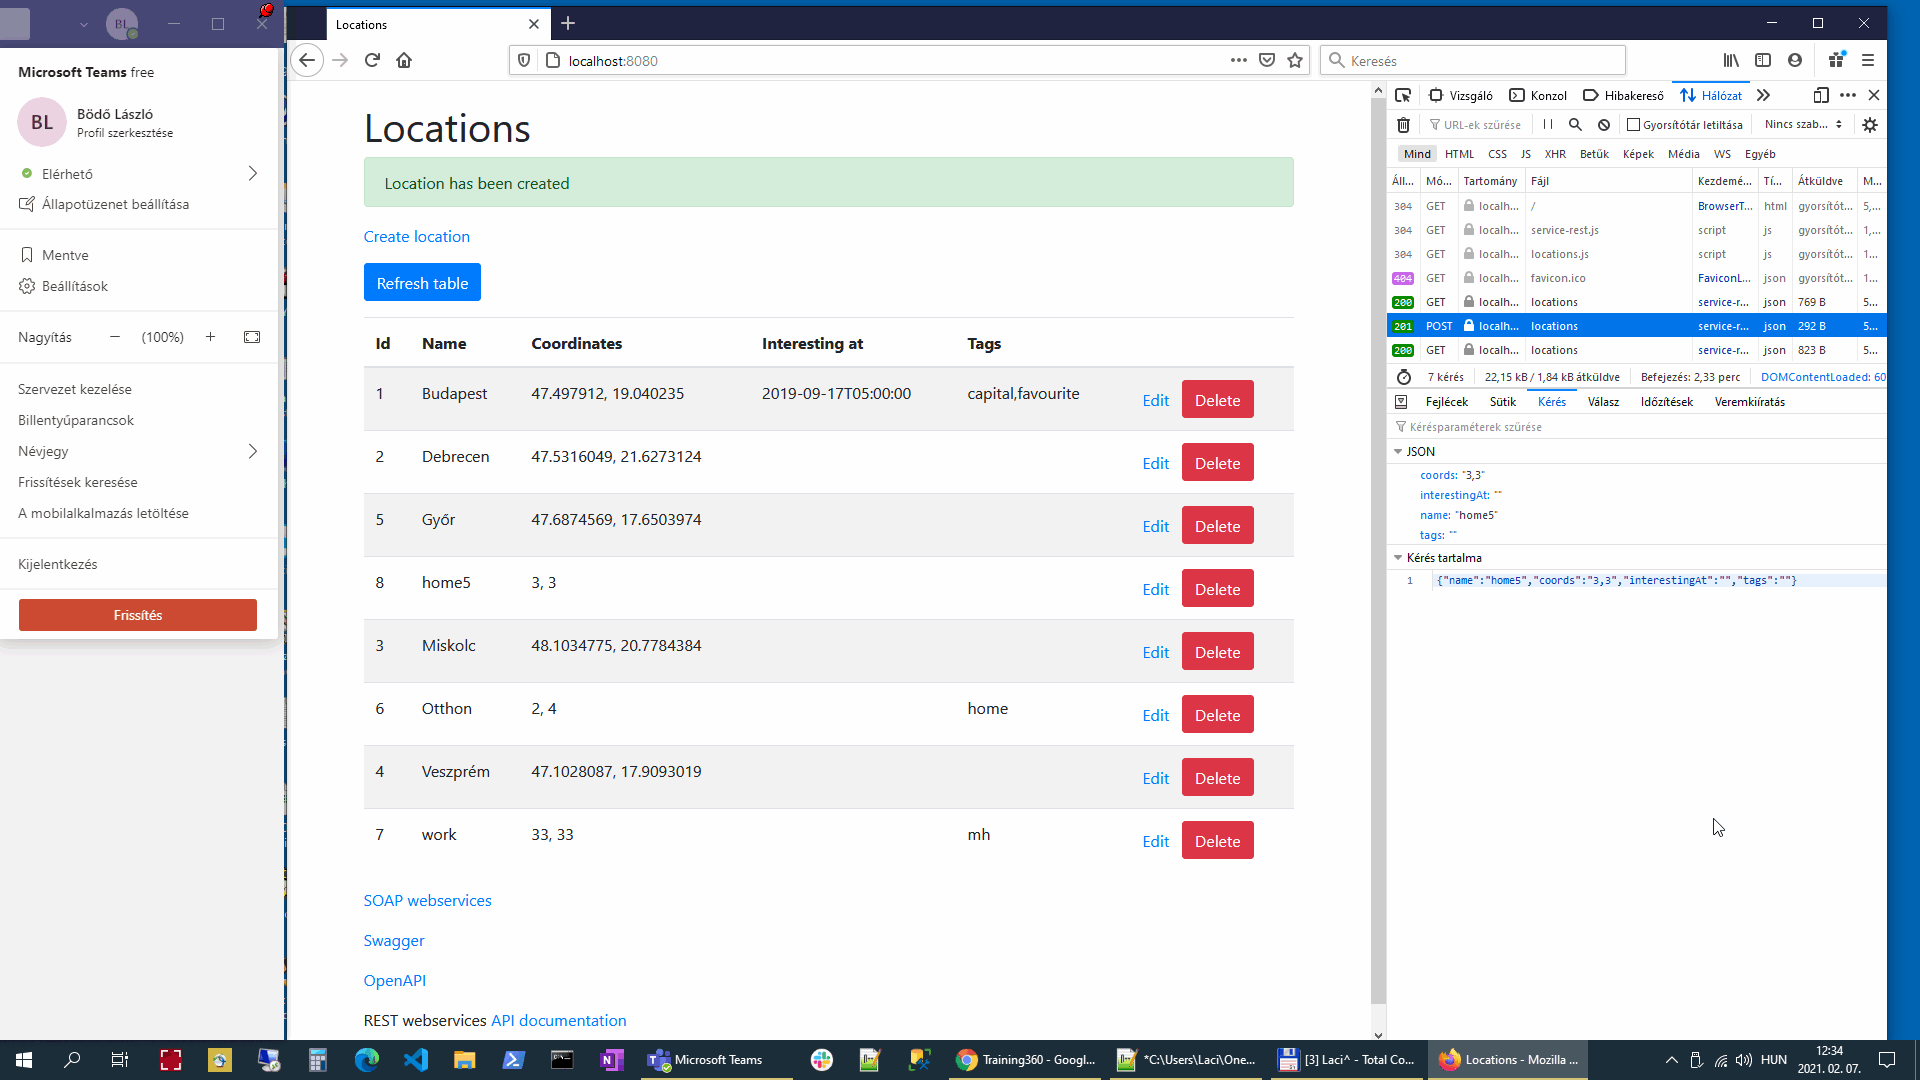 BL
Microsoft Teams free
BL
Bödő László
Profil szerkesztése
Elérhető
Állapotüzenet beállítása
Mentve
Beállítások
Nagyítás — (100%) +
Szervezet kezelése
Billentyűparancsok
Névjegy
Frissítések keresése
A mobilalkalmazás letöltése
Kijelentkezés
Frissítés
Locations
localhost:8080
Keresés
Locations
Location has been created
Create location
Refresh table
Id Name Coordinates Interesting at Tags
1 Budapest 47.497912, 19.040235 2019-09-17T05:00:00 capital,favourite Edit Delete
2 Debrecen 47.5316049, 21.6273124 Edit Delete
5 Győr 47.6874569, 17.6503974 Edit Delete
8 home5 3, 3 Edit Delete
3 Miskolc 48.1034775, 20.7784384 Edit Delete
6 Otthon 2, 4 home Edit Delete
4 Veszprém 47.1028087, 17.9093019 Edit Delete
7 work 33, 33 mh Edit Delete
SOAP webservices
Swagger
OpenAPI
REST webservices API documentation
Vizsgáló Konzol Hibakereső Hálózat
URL-ek szűrése Gyorsítótár letiltása Nincs szab...
Mind HTML CSS JS XHR Betűk Képek Média WS Egyéb
Áll... Mó... Tartomány Fájl Kezdemé... Tí... Átküldve M...
304 GET localh... / BrowserT... html gyorsítót... 5,...
304 GET localh... service-rest.js script js gyorsítót... 1,...
304 GET localh... locations.js script js gyorsítót... 1...
404 GET localh... favicon.ico FaviconL... json gyorsítót... 1...
200 GET localh... locations service-r... json 769 B 5...
201 POST localh... locations service-r... json 292 B 5...
200 GET localh... locations service-r... json 823 B 5...
7 kérés 22,15 kB / 1,84 kB átküldve Befejezés: 2,33 perc DOMContentLoaded: 60
Fejlécek Sütik Kérés Válasz Időzítések Veremkiíratás
Kérésparaméterek szűrése
JSON
coords: "3,3"
interestingAt: ""
name: "home5"
tags: ""
Kérés tartalma
1 {"name":"home5","coords":"3,3","interestingAt":"","tags":""}
Microsoft Teams
Training360 - Googl...
*C:\Users\Laci\One...
[3] Laci^ - Total Co...
Locations - Mozilla ...
HUN
12:34
2021. 02. 07.